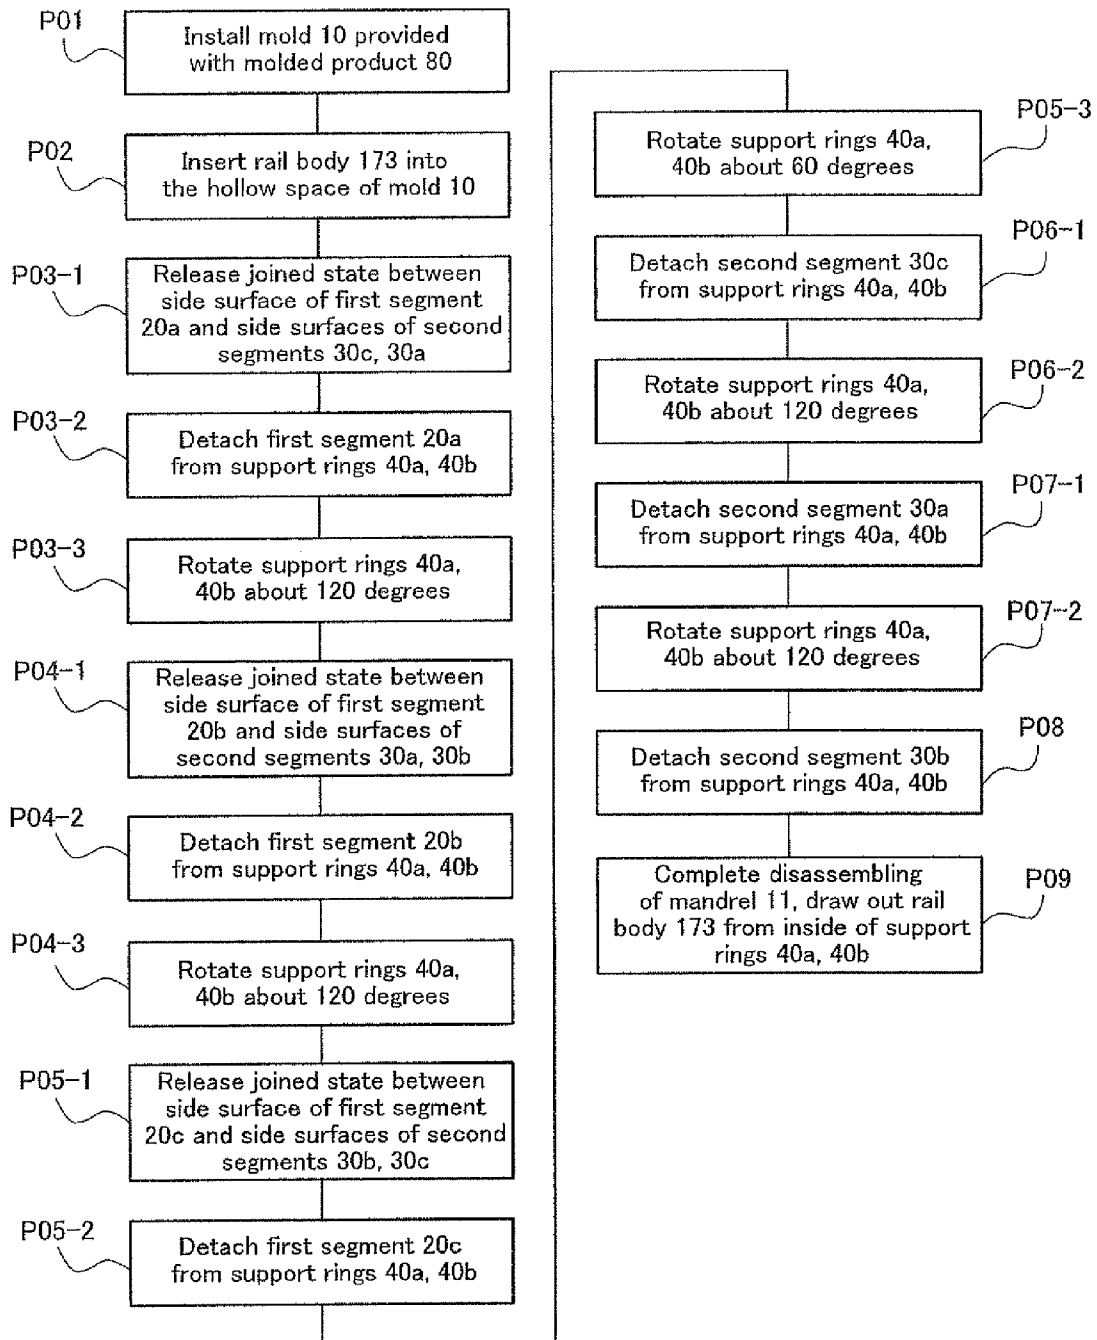 P01
Install mold 10 provided
with molded product 80
P02
Insert rail body 173 into
the hollow space of mold 10
P03-1
Release joined state between
side surface of first segment
20a and side surfaces of second
segments 30c, 30a
P03-2
Detach first segment 20a
from support rings 40a, 40b
P03-3
Rotate support rings 40a,
40b about 120 degrees
P04-1
Release joined state between
side surface of first segment
20b and side surfaces of
second segments 30a, 30b
P04-2
Detach first segment 20b
from support rings 40a, 40b
P04-3
Rotate support rings 40a,
40b about 120 degrees
P05-1
Release joined state between
side surface of first segment
20c and side surfaces of second
segments 30b, 30c
P05-2
Detach first segment 20c
from support rings 40a, 40b
P05-3
Rotate support rings 40a,
40b about 60 degrees
P06-1
Detach second segment 30c
from support rings 40a, 40b
P06-2
Rotate support rings 40a,
40b about 120 degrees
P07-1
Detach second segment 30a
from support rings 40a, 40b
P07-2
Rotate support rings 40a,
40b about 120 degrees
P08
Detach second segment 30b
from support rings 40a, 40b
P09
Complete disassembling
of mandrel 11, draw out rail
body 173 from inside of support
rings 40a, 40b